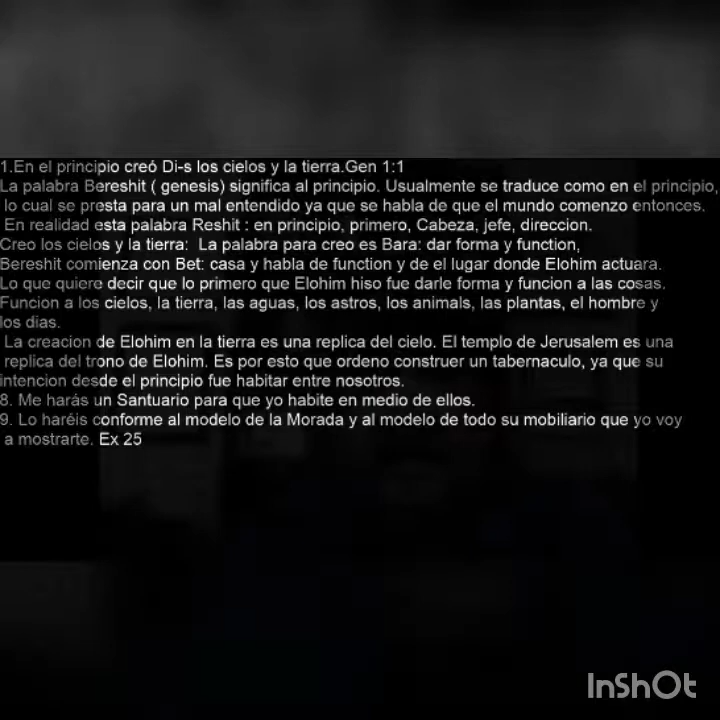 1.En el principio creó Di-s los cielos y la tierra.Gen 1:1
La palabra Bereshit ( genesis) significa al principio. Usualmente se traduce como en el principio,
lo cual se presta para un mal entendido ya que se habla de que el mundo comenzo entonces.
En realidad esta palabra Reshit : en principio, primero, Cabeza, jefe, direccion.
Creo los cielos y la tierra:  La palabra para creo es Bara: dar forma y function,
Bereshit comienza con Bet: casa y habla de function y de el lugar donde Elohim actuara.
Lo que quiere decir que lo primero que Elohim hiso fue darle forma y funcion a las cosas.
Funcion a los cielos, la tierra, las aguas, los astros, los animals, las plantas, el hombre y
los dias.
La creacion de Elohim en la tierra es una replica del cielo. El templo de Jerusalem es una
replica del trono de Elohim. Es por esto que ordeno construer un tabernaculo, ya que su
intencion desde el principio fue habitar entre nosotros.
8. Me harás un Santuario para que yo habite en medio de ellos.
9. Lo haréis conforme al modelo de la Morada y al modelo de todo su mobiliario que yo voy
a mostrarte. Ex 25
InShOt